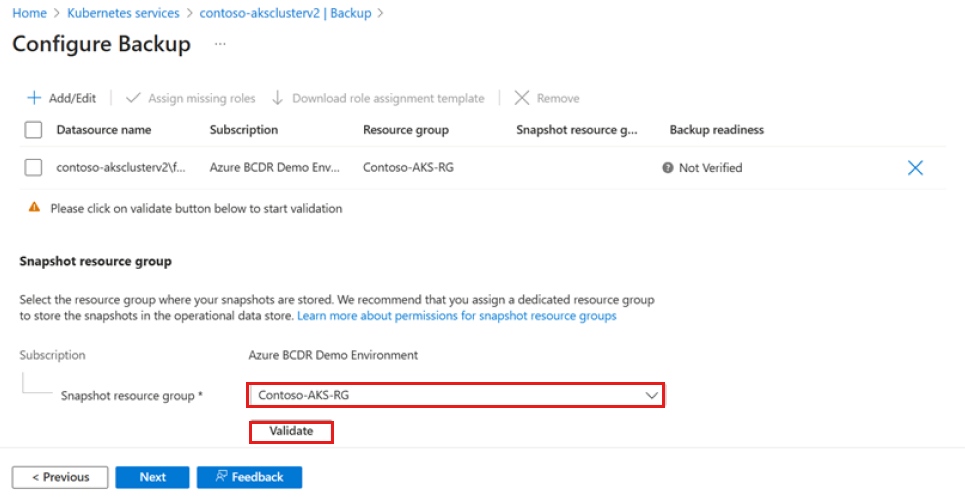 Home > Kubernetes services > contoso-aksclusterv2 | Backup >
Configure Backup ...
+ Add/Edit | Assign missing roles Download role assignment template | Remove
Datasource name Subscription Resource group Snapshot resource g... Backup readiness
contoso-aksclusterv2\f... Azure BCDR Demo Env... Contoso-AKS-RG Not Verified
Please click on validate button below to start validation
Snapshot resource group
Select the resource group where your snapshots are stored. We recommend that you assign a dedicated resource group
to store the snapshots in the operational data store. Learn more about permissions for snapshot resource groups
Subscription Azure BCDR Demo Environment
Snapshot resource group * Contoso-AKS-RG
Validate
< Previous Next Feedback